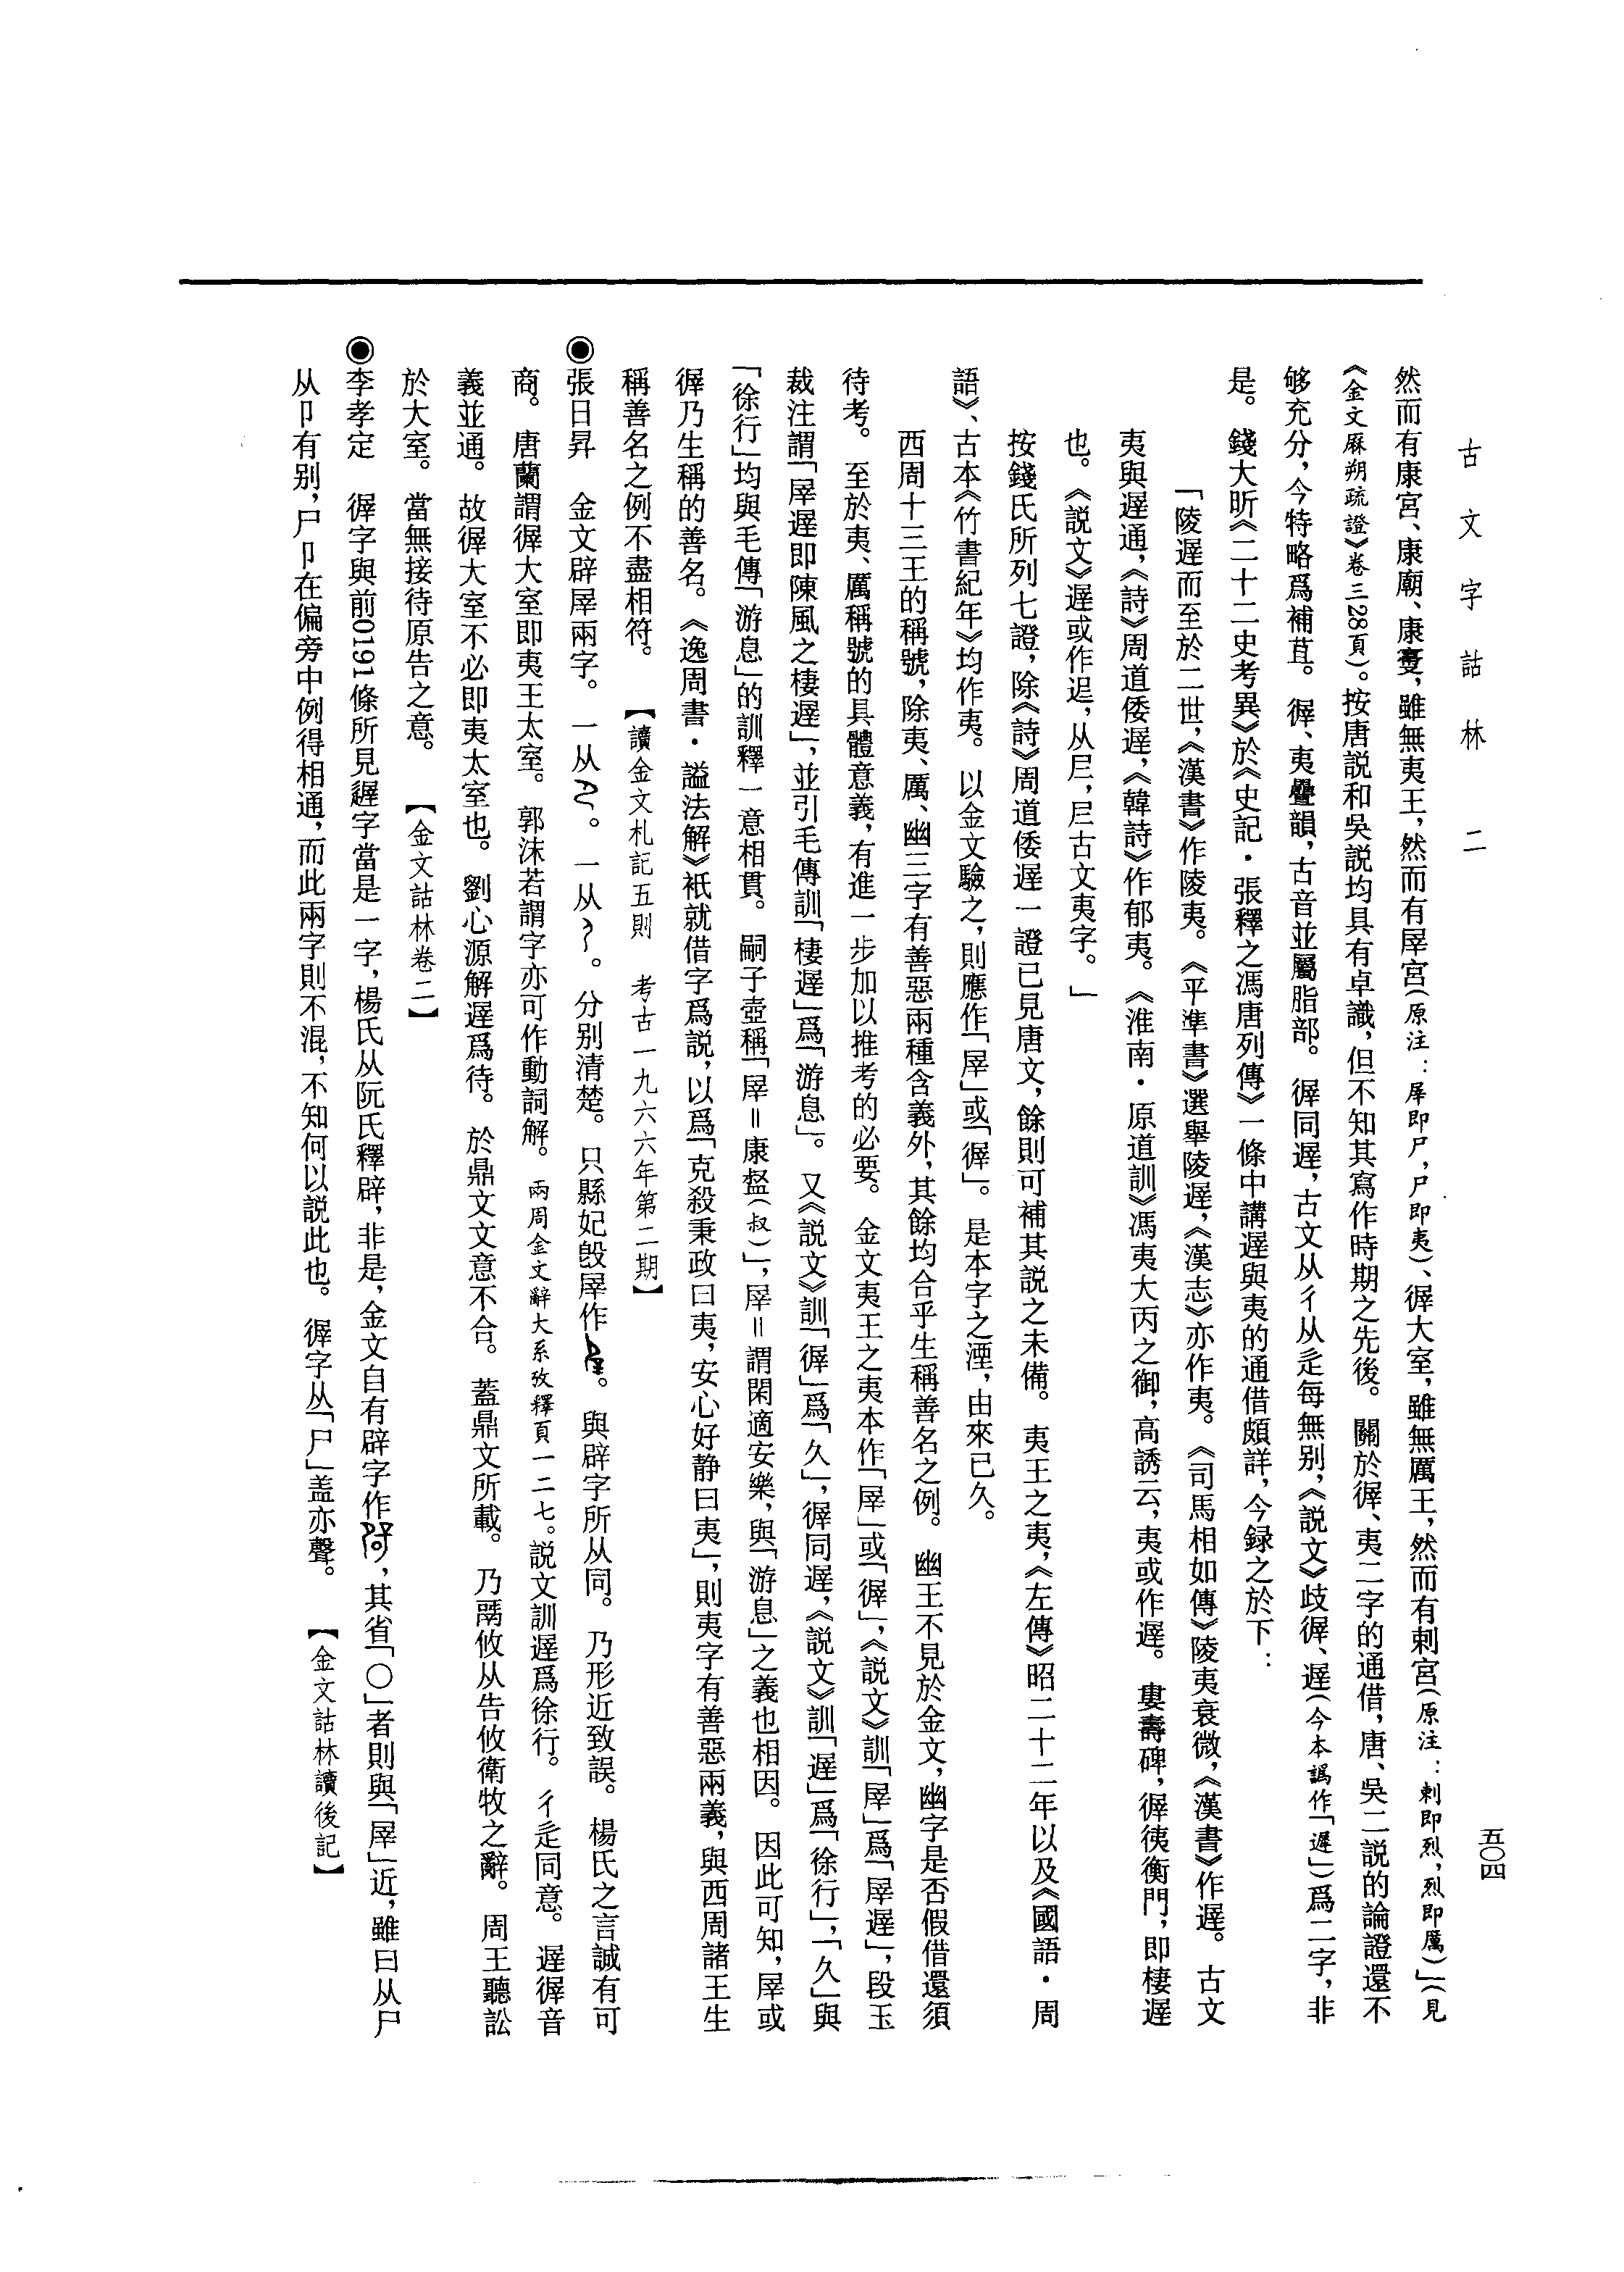 古文字詁林 二
五〇四
然而有康宮、康廟、康寑,雖無夷王,然而有屖宮(原注:屖即尸,尸即夷)、徲大室,雖無厲王,然而有剌宮(原注:剌即烈,烈即厲)」(見
《金文厤朔疏證》卷三28頁)。按唐説和吳説均具有卓識,但不知其寫作時期之先後。關於徲、夷二字的通借,唐、吳二説的論證還不
够充分,今特略爲補苴。徲、夷疊韻,古音並屬脂部。徲同遟,古文从彳从辵每無別,《説文》歧徲、遟(今本譌作「遲」)爲二字,非
是。錢大昕《二十二史考異》於《史記·張釋之馮唐列傳》一條中講遟與夷的通借頗詳,今録之於下:
「陵遟而至於二世,《漢書》作陵夷。《平準書》選舉陵遟,《漢志》亦作夷。《司馬相如傳》陵夷衰微,《漢書》作遟。古文
夷與遟通,《詩》周道倭遟,《韓詩》作郁夷。《淮南·原道訓》馮夷大丙之御,高誘云,夷或作遟。婁壽碑,徲徺衡門,即棲遟
也。《説文》遟或作迡,从𡰥,𡰥古文夷字。」
按錢氏所列七證,除《詩》周道倭遟一證已見唐文,餘則可補其説之未備。夷王之夷,《左傳》昭二十二年以及《國語·周
語》、古本《竹書紀年》均作夷。以金文驗之,則應作「屖」或「徲」。是本字之湮,由來已久。
西周十三王的稱號,除夷、厲、幽三字有善惡兩種含義外,其餘均合乎生稱善名之例。幽王不見於金文,幽字是否假借還須
待考。至於夷、厲稱號的具體意義,有進一步加以推考的必要。金文夷王之夷本作「屖」或「徲」,《説文》訓「屖」爲「屖遟」,段玉
裁注謂「屖遟即陳風之棲遟」,並引毛傳訓「棲遟」爲「游息」。又《説文》訓「徲」爲「久」,徲同遟,《説文》訓「遟」爲「徐行」,「久」與
「徐行」均與毛傳「游息」的訓釋一意相貫。嗣子壺稱「屖〓康盄(叔)」,屖〓謂閑適安樂,與「游息」之義也相因。因此可知,屖或
徲乃生稱的善名。《逸周書·謚法解》衹就借字爲説,以爲「克殺秉政曰夷,安心好静曰夷」,則夷字有善惡兩義,與西周諸王生
稱善名之例不盡相符。【讀金文札記五則 考古一九六六年第二期】
◉張日昇 金文辟屖兩字。一从。一从。分別清楚。只縣妃𣪘屖作。與辟字所从同。乃形近致誤。楊氏之言誠有可
商。唐蘭謂徲大室即夷王太室。郭沫若謂字亦可作動詞解。兩周金文辭大系攷釋頁一二七。説文訓遟爲徐行。彳辵同意。遟徲音
義並通。故徲大室不必即夷太室也。劉心源解遟爲待。於鼎文文意不合。蓋鼎文所載。乃䰜攸从告攸衛牧之辭。周王聽訟
於大室。當無接待原告之意。【金文詁林卷二】
◉李孝定 徲字與前0191條所見遟字當是一字,楊氏从阮氏釋辟,非是,金文自有辟字作,其省「〇」者則與「屖」近,雖曰从尸
从卩有別,尸卩在偏旁中例得相通,而此兩字則不混,不知何以説此也。徲字从「尸」盖亦聲。【金文詁林讀後記】